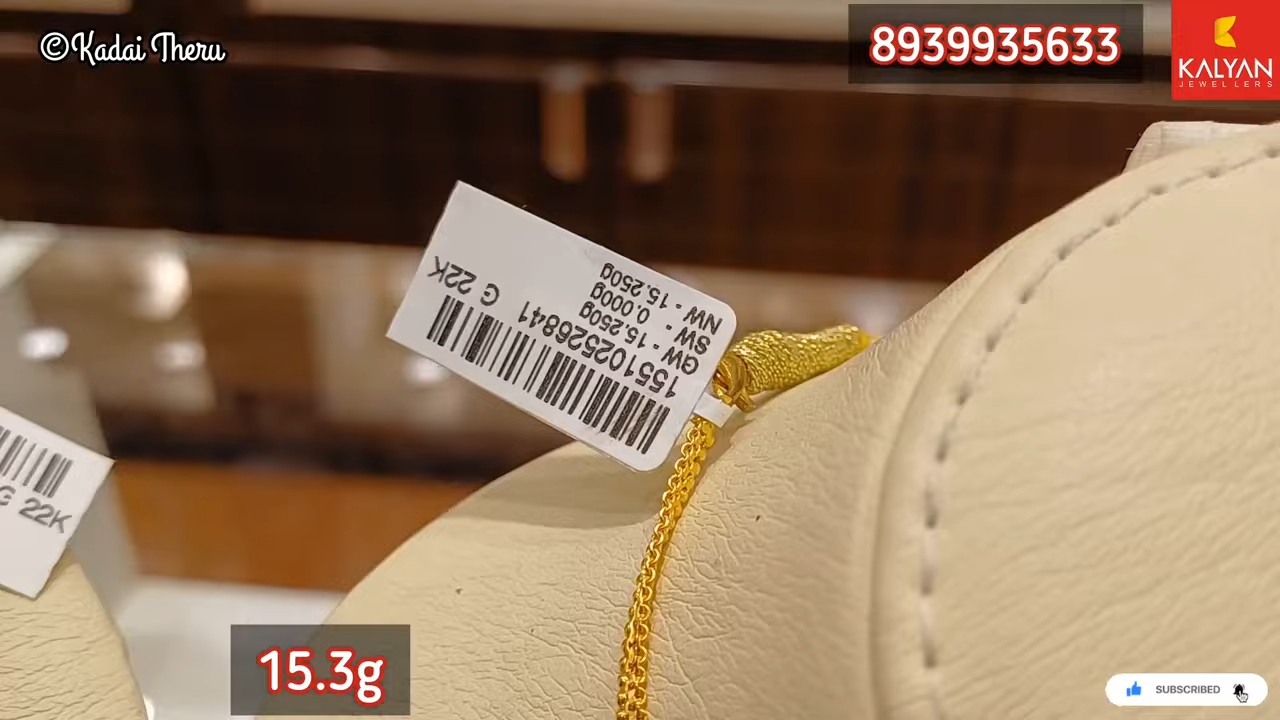 ©Kadai Theru
8939935633
KALYAN
JEWELLERS
G 22K
155102526841
GW - 15.250g
SW - 0.000g
NW - 15.250g
G 22K
15.3g
SUBSCRIBED